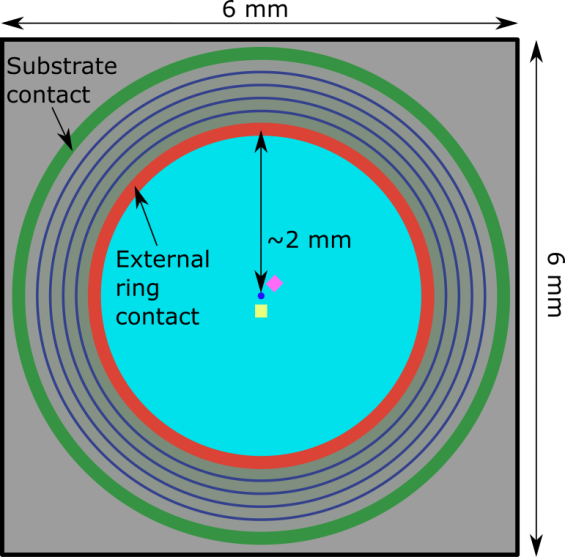 6 mm
Substrate
contact
~2 mm
External
ring
contact
6 mm